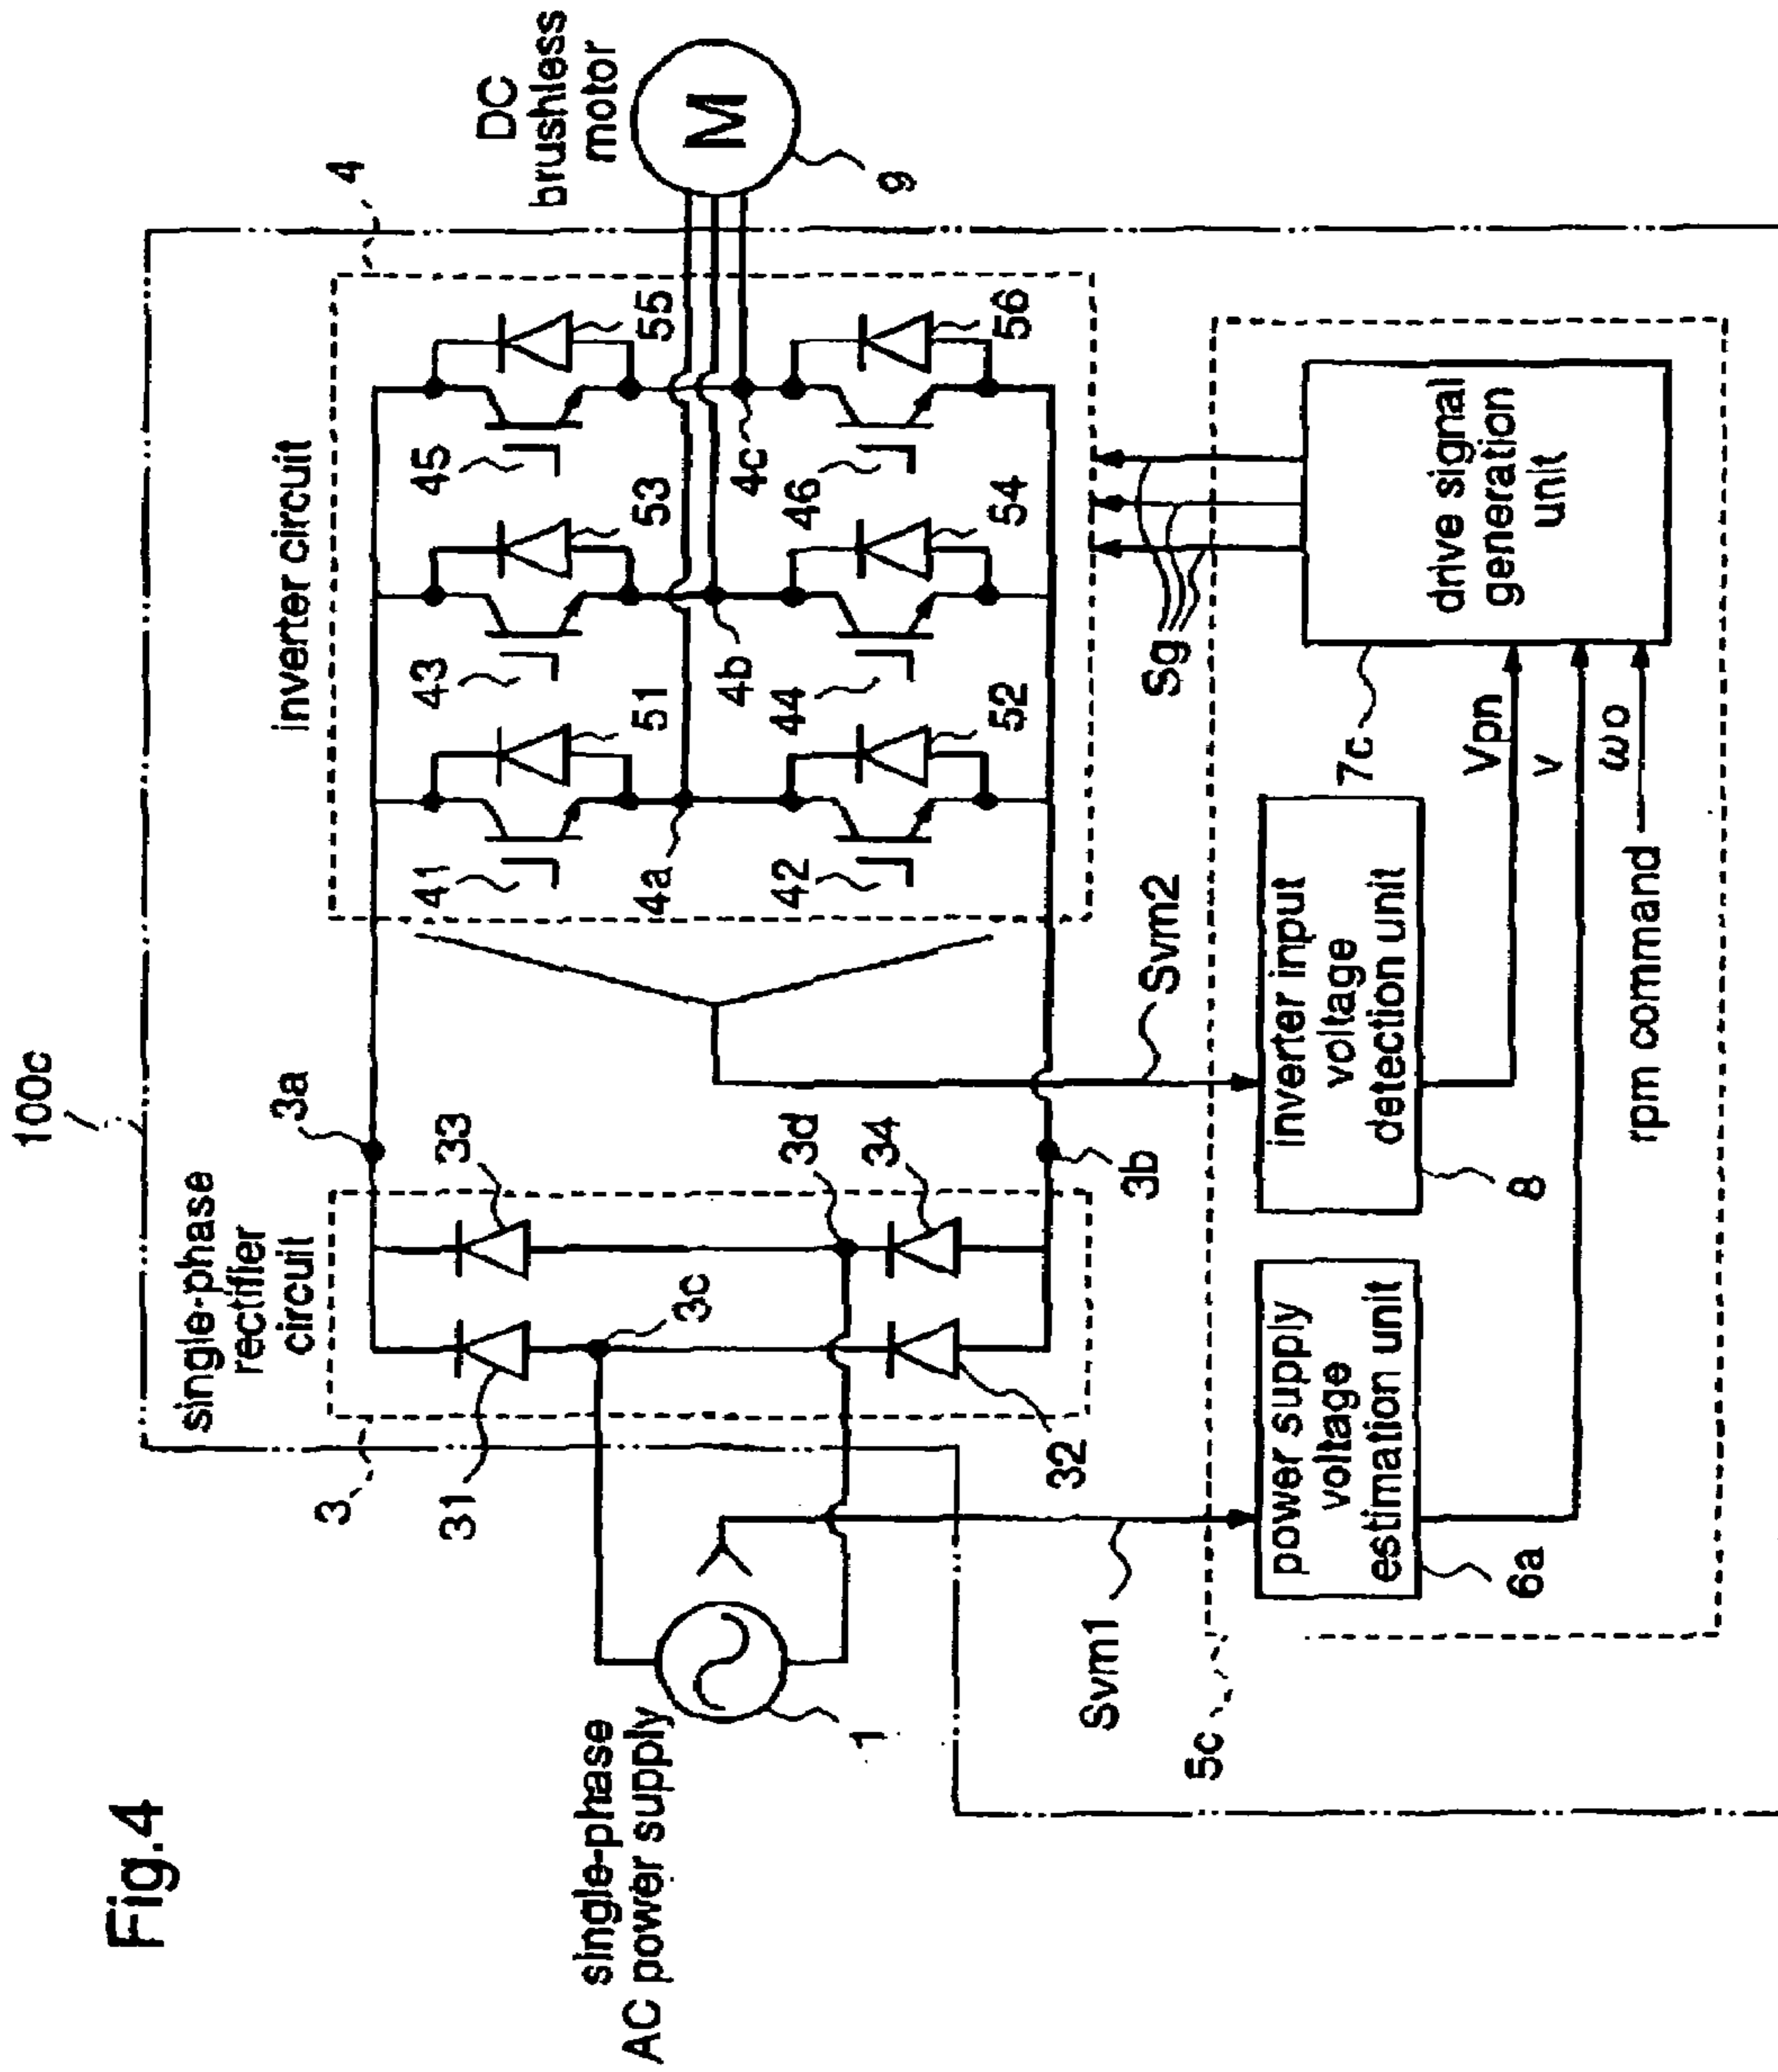 Fig.4
100c
single-phase
rectifier
circuit
3a
inverter circuit
4
DC
brushless
motor
M
9
single-phase
AC power supply
1
3
31
33
3c
3d
32
34
3b
41
51
43
53
45
55
4a
4b
4c
42
52
44
54
46
56
Svm1
Svm2
Sg
5c
power supply
voltage
estimation unit
6a
inverter input
voltage
detection unit
8
7c
Vpn
v
ωo
rpm command
drive signal
generation
unit